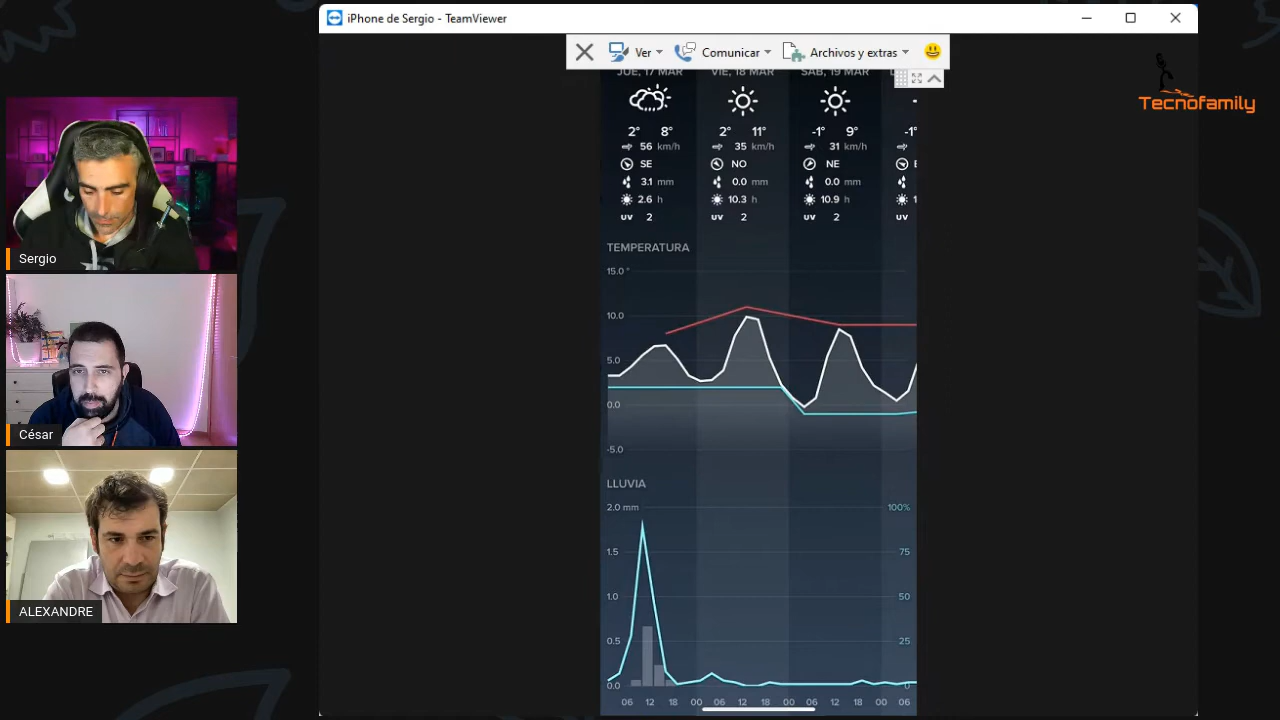 iPhone de Sergio - TeamViewer
Ver
Comunicar
Archivos y extras
Tecnofamily
JUE, 17 MAR
VIE, 18 MAR
SÁB, 19 MAR
2° 8°
2° 11°
-1° 9°
-1°
56 km/h
35 km/h
31 km/h
SE
NO
NE
3.1 mm
0.0 mm
0.0 mm
2.6 h
10.3 h
10.9 h
1
UV 2
UV 2
UV 2
UV
TEMPERATURA
15.0 °
10.0
5.0
0.0
-5.0
LLUVIA
2.0 mm
100%
1.5
75
1.0
50
0.5
25
0.0
0
06 12 18 00 06 12 18 00 06 12 18 00 06
Sergio
César
ALEXANDRE